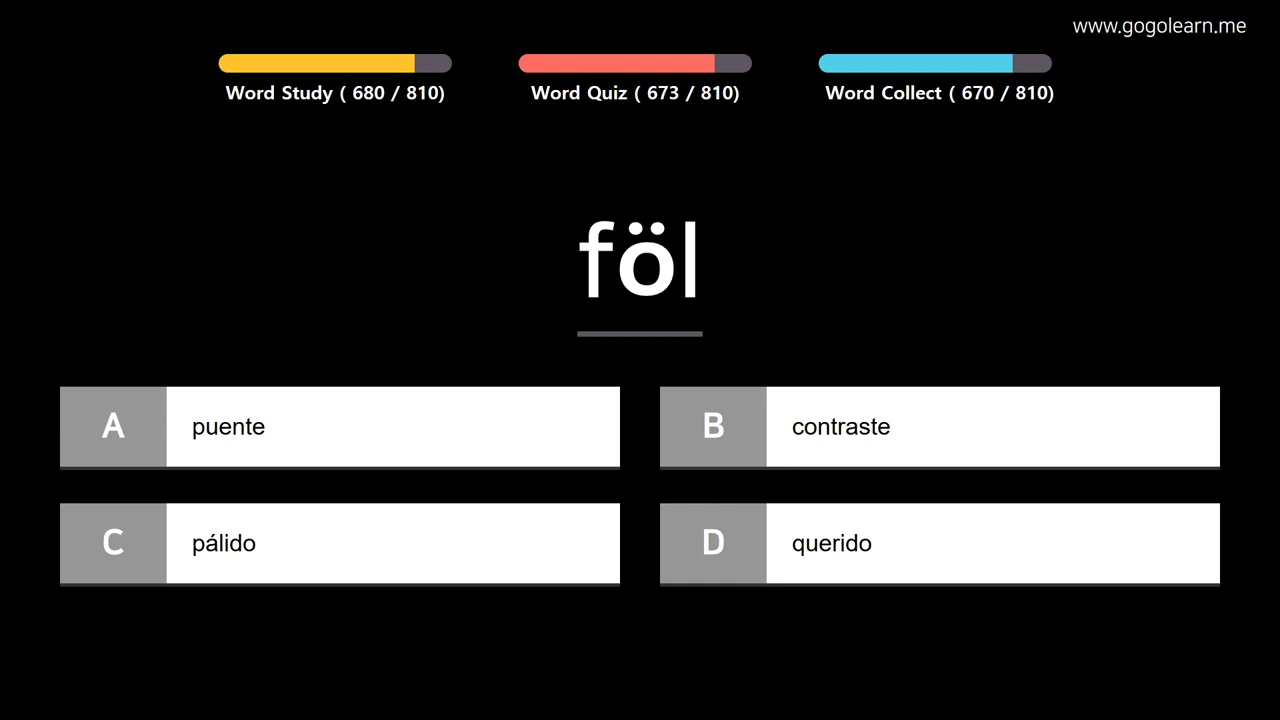 www.gogolearn.me
Word Study ( 680 / 810)
Word Quiz ( 673 / 810)
Word Collect ( 670 / 810)
föl
A puente
B contraste
C pálido
D querido